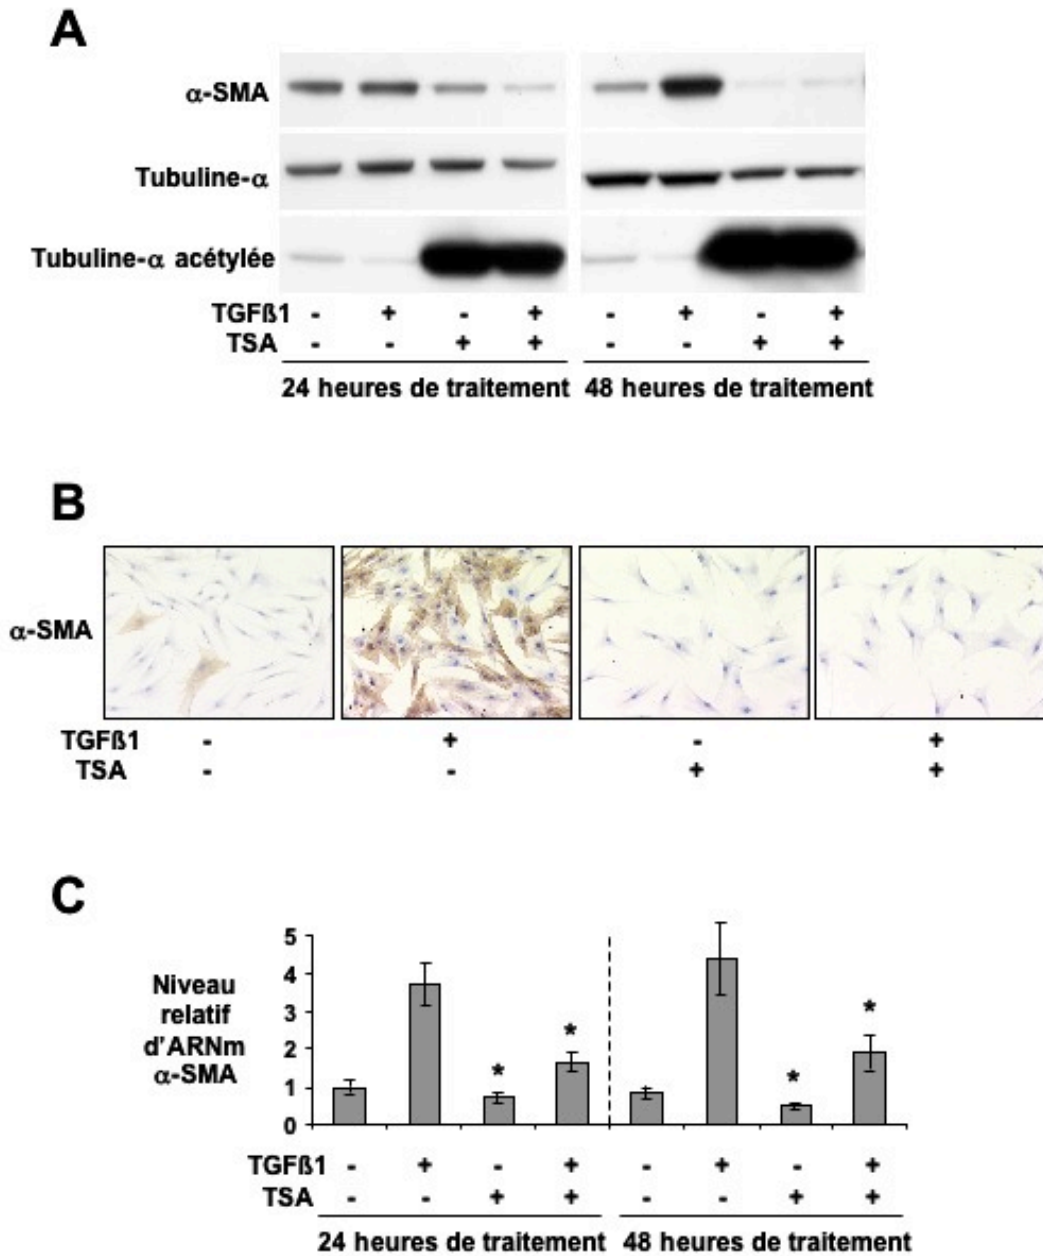 A
α-SMA
Tubuline-α
Tubuline-α acétylée
TGFß1 - + - + - + - +
TSA - - + + - - + +
24 heures de traitement 48 heures de traitement
B
α-SMA
TGFß1 - + - +
TSA - - + +
C
5
4
3
2
1
0
Niveau
relatif
d'ARNm
α-SMA
* * * *
TGFß1 - + - + - + - +
TSA - - + + - - + +
24 heures de traitement 48 heures de traitement